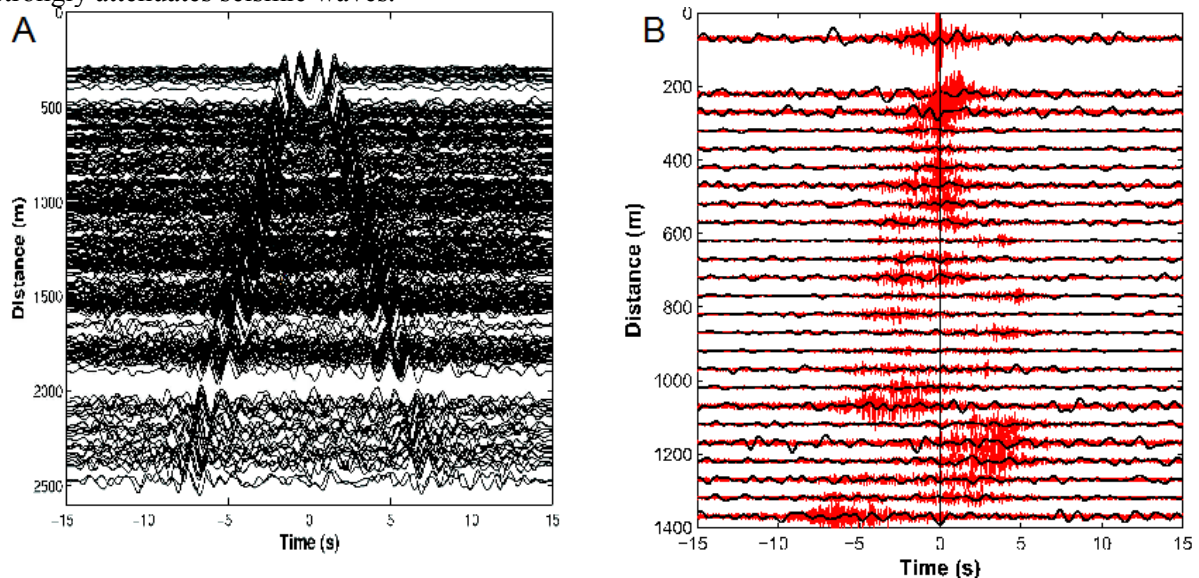 strongly attenuates seismic waves.
A
B
0
500
1000
1500
2000
2500
Distance (m)
-15 -10 -5 0 5 10 15
Time (s)
0
200
400
600
800
1000
1200
1400
Distance (m)
-15 -10 -5 0 5 10 15
Time (s)